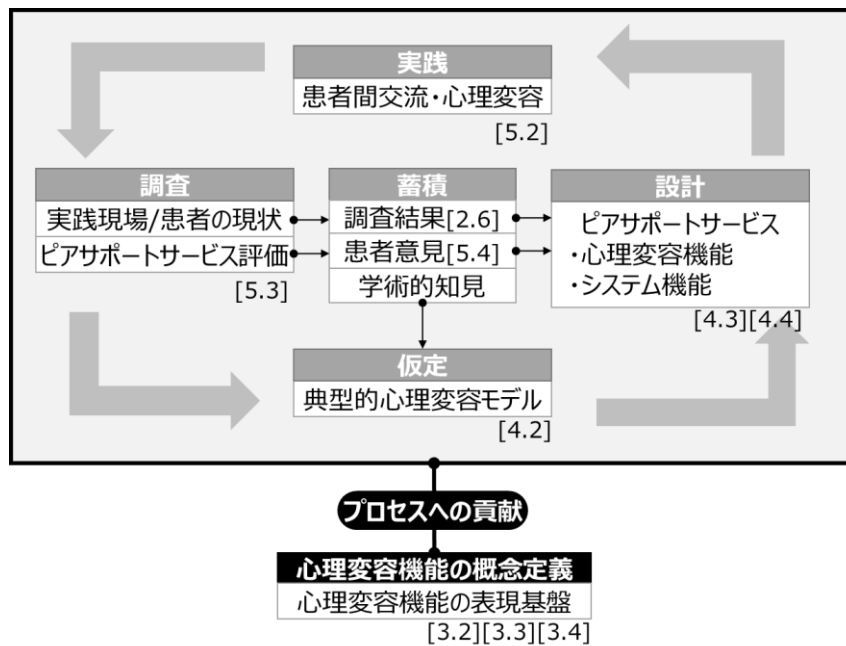 実践
患者間交流・心理変容
[5.2]
調査
実践現場/患者の現状
ピアサポートサービス評価
[5.3]
蓄積
調査結果[2.6]
患者意見[5.4]
学術的知見
設計
ピアサポートサービス
・心理変容機能
・システム機能
[4.3][4.4]
仮定
典型的心理変容モデル
[4.2]
プロセスへの貢献
心理変容機能の概念定義
心理変容機能の表現基盤
[3.2][3.3][3.4]